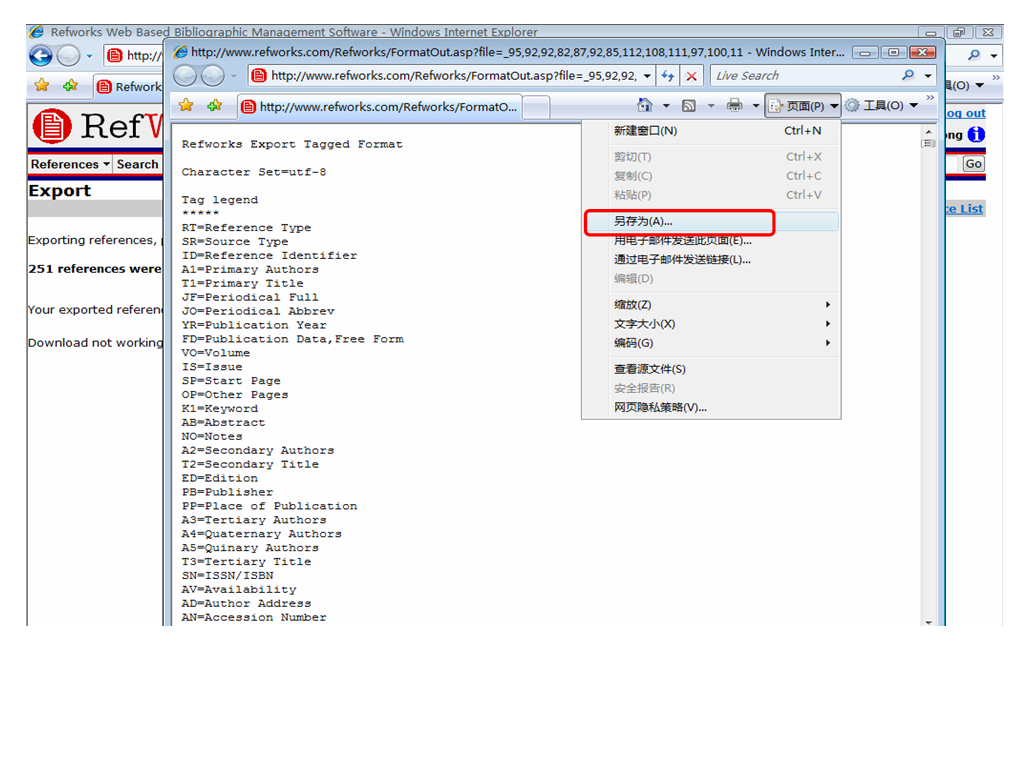 Refworks Web Based Bibliographic Management Software - Windows Internet Explorer
http://www.refworks.com/Refworks/FormatOut.asp?file=_95,92,92,82,87,92,85,112,108,111,97,100,11 - Windows Inter...
http://
http://www.refworks.com/Refworks/FormatOut.asp?file=_95,92,92,
Live Search
Refwork
http://www.refworks.com/Refworks/FormatO...
页面(P)
工具(O)
(O)
RefW
og out
ong
References
Search
Go
Export
ce List
Exporting references,
251 references were
Your exported referen
Download not working
Refworks Export Tagged Format
Character Set=utf-8
Tag legend
*****
RT=Reference Type
SR=Source Type
ID=Reference Identifier
A1=Primary Authors
T1=Primary Title
JF=Periodical Full
JO=Periodical Abbrev
YR=Publication Year
FD=Publication Data,Free Form
VO=Volume
IS=Issue
SP=Start Page
OP=Other Pages
K1=Keyword
AB=Abstract
NO=Notes
A2=Secondary Authors
T2=Secondary Title
ED=Edition
PB=Publisher
PP=Place of Publication
A3=Tertiary Authors
A4=Quaternary Authors
A5=Quinary Authors
T3=Tertiary Title
SN=ISSN/ISBN
AV=Availability
AD=Author Address
AN=Accession Number
新建窗口(N) Ctrl+N
剪切(T) Ctrl+X
复制(C) Ctrl+C
粘贴(P) Ctrl+V
另存为(A)...
用电子邮件发送此页面(E)...
通过电子邮件发送链接(L)...
编辑(D)
缩放(Z)
文字大小(X)
编码(G)
查看源文件(S)
安全报告(R)
网页隐私策略(V)...